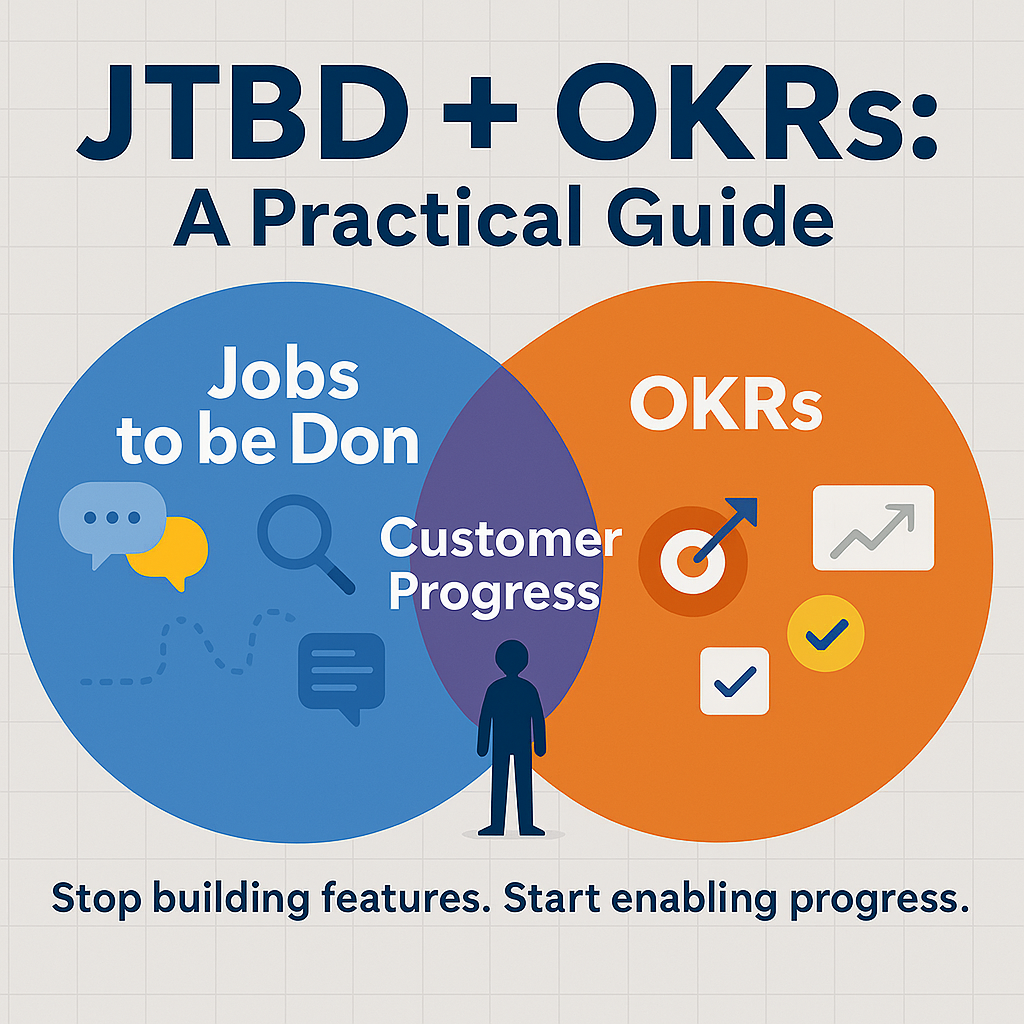 JTBD + OKRs:
A Practical Guide
Jobs
to be Don
OKRs
Customer
Progress
Stop building features. Start enabling progress.